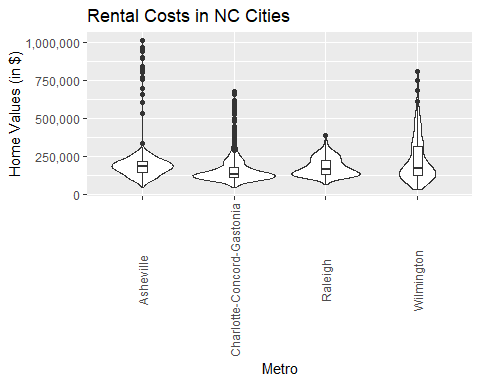 Rental Costs in NC Cities
Home Values (in $)
1,000,000
750,000
500,000
250,000
0
Asheville
Charlotte-Concord-Gastonia
Raleigh
Wilmington
Metro